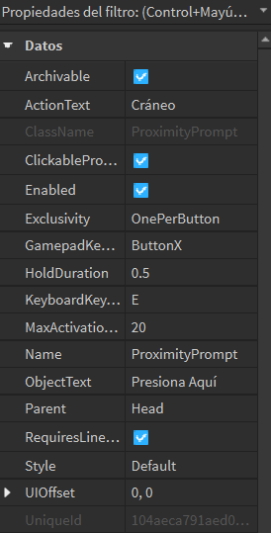 Propiedades del filtro: (Control+Mayú...
Datos
Archivable
ActionText Cráneo
ClassName ProximityPrompt
ClickablePro...
Enabled
Exclusivity OnePerButton
GamepadKe... ButtonX
HoldDuration 0.5
KeyboardKey... E
MaxActivatio... 20
Name ProximityPrompt
ObjectText Presiona Aquí
Parent Head
RequiresLine...
Style Default
UIOffset 0, 0
UniqueId 104aeca791aed0...